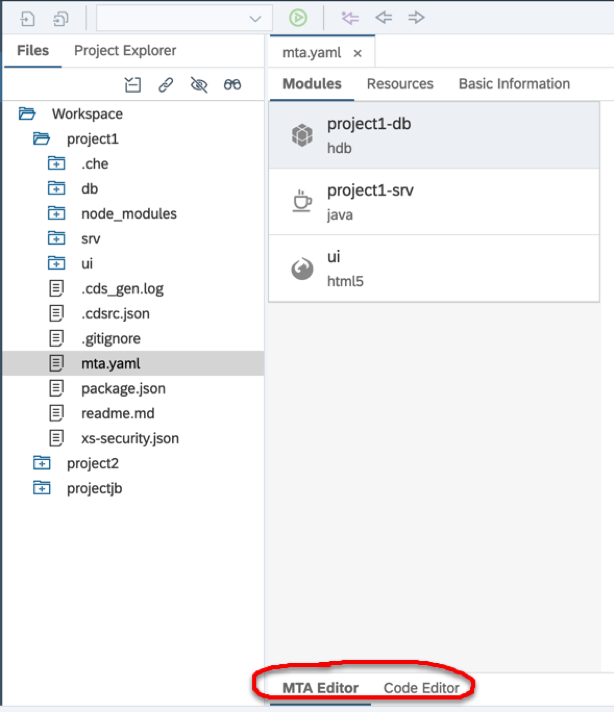 Files Project Explorer
Workspace
project1
.che
db
node_modules
srv
ui
.cds_gen.log
.cdsrc.json
.gitignore
mta.yaml
package.json
readme.md
xs-security.json
project2
projectjb
mta.yaml ×
Modules Resources Basic Information
project1-db
hdb
project1-srv
java
ui
html5
MTA Editor Code Editor